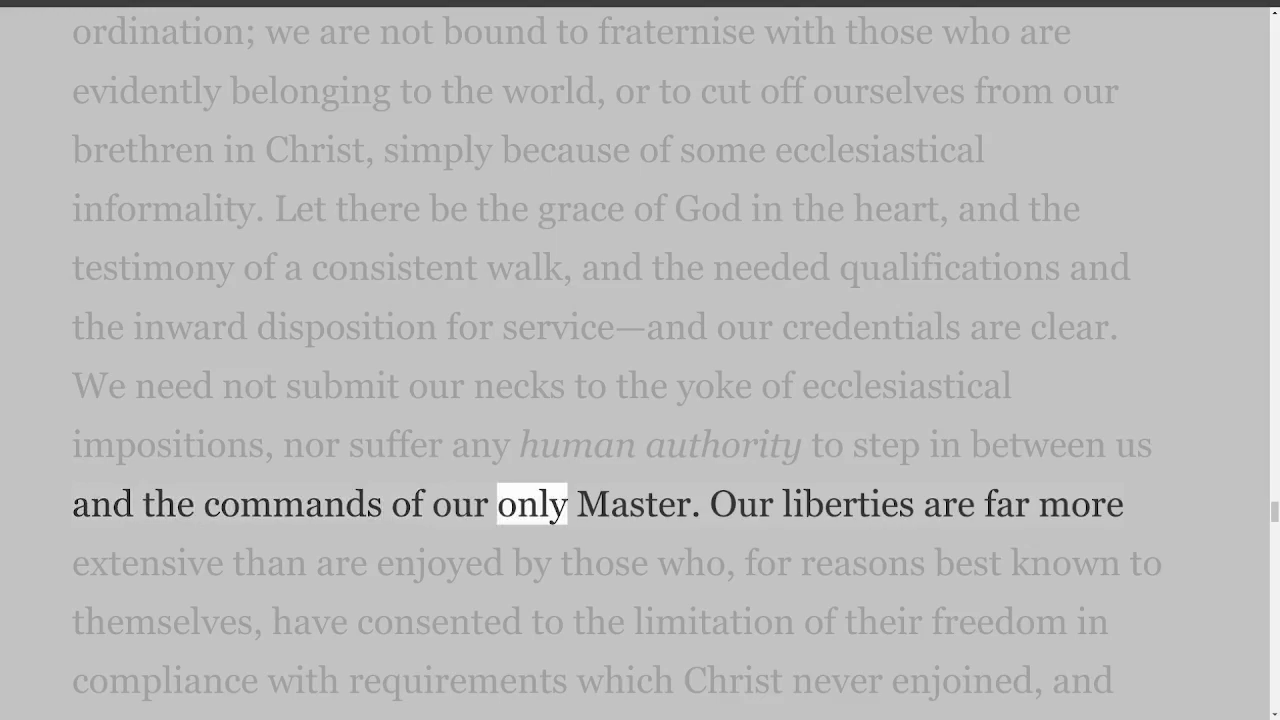 ordination; we are not bound to fraternise with those who are
evidently belonging to the world, or to cut off ourselves from our
brethren in Christ, simply because of some ecclesiastical
informality. Let there be the grace of God in the heart, and the
testimony of a consistent walk, and the needed qualifications and
the inward disposition for service—and our credentials are clear.
We need not submit our necks to the yoke of ecclesiastical
impositions, nor suffer any human authority to step in between us
and the commands of our only Master. Our liberties are far more
extensive than are enjoyed by those who, for reasons best known to
themselves, have consented to the limitation of their freedom in
compliance with requirements which Christ never enjoined, and